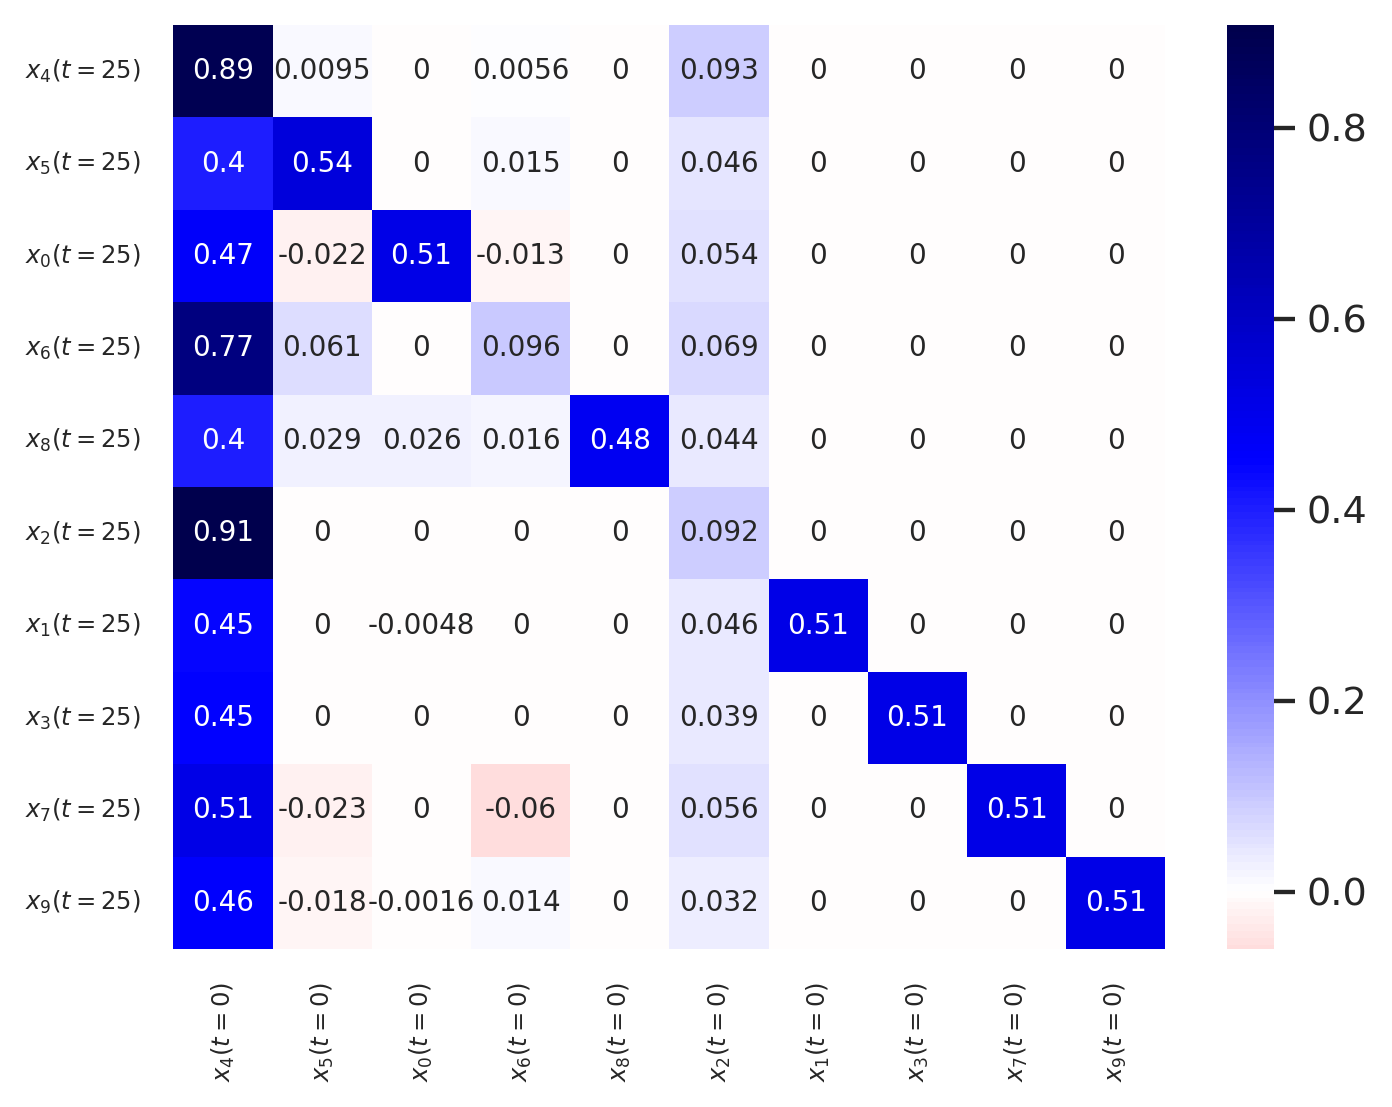 x₄(t = 25) 0.89 0.0095 0 0.0056 0 0.093 0 0 0 0
x₅(t = 25) 0.4 0.54 0 0.015 0 0.046 0 0 0 0
x₀(t = 25) 0.47 -0.022 0.51 -0.013 0 0.054 0 0 0 0
x₆(t = 25) 0.77 0.061 0 0.096 0 0.069 0 0 0 0
x₈(t = 25) 0.4 0.029 0.026 0.016 0.48 0.044 0 0 0 0
x₂(t = 25) 0.91 0 0 0 0 0.092 0 0 0 0
x₁(t = 25) 0.45 0 -0.0048 0 0 0.046 0.51 0 0 0
x₃(t = 25) 0.45 0 0 0 0 0.039 0 0.51 0 0
x₇(t = 25) 0.51 -0.023 0 -0.06 0 0.056 0 0 0.51 0
x₉(t = 25) 0.46 -0.018 -0.0016 0.014 0 0.032 0 0 0 0.51
x₄(t = 0)
x₅(t = 0)
x₀(t = 0)
x₆(t = 0)
x₈(t = 0)
x₂(t = 0)
x₁(t = 0)
x₃(t = 0)
x₇(t = 0)
x₉(t = 0)
0.8
0.6
0.4
0.2
0.0